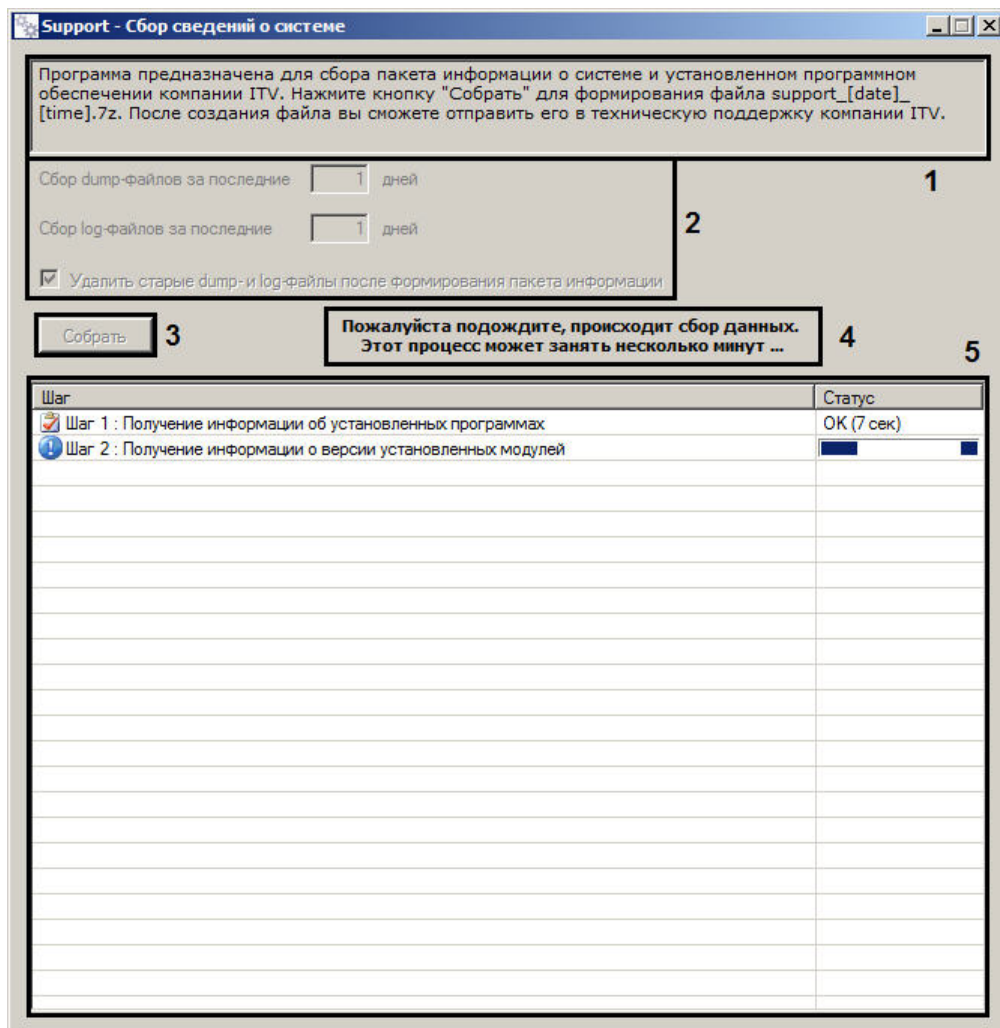 Support - Сбор сведений о системе
Программа предназначена для сбора пакета информации о системе и установленном программном
обеспечении компании ITV. Нажмите кнопку "Собрать" для формирования файла support_[date]_
[time].7z. После создания файла вы сможете отправить его в техническую поддержку компании ITV.
1
Сбор dump-файлов за последние 1 дней
2
Сбор log-файлов за последние 1 дней
Удалить старые dump- и log-файлы после формирования пакета информации
Собрать 3
Пожалуйста подождите, происходит сбор данных.
Этот процесс может занять несколько минут ...
4
5
Шаг Статус
Шаг 1 : Получение информации об установленных программах OK (7 сек)
Шаг 2 : Получение информации о версии установленных модулей